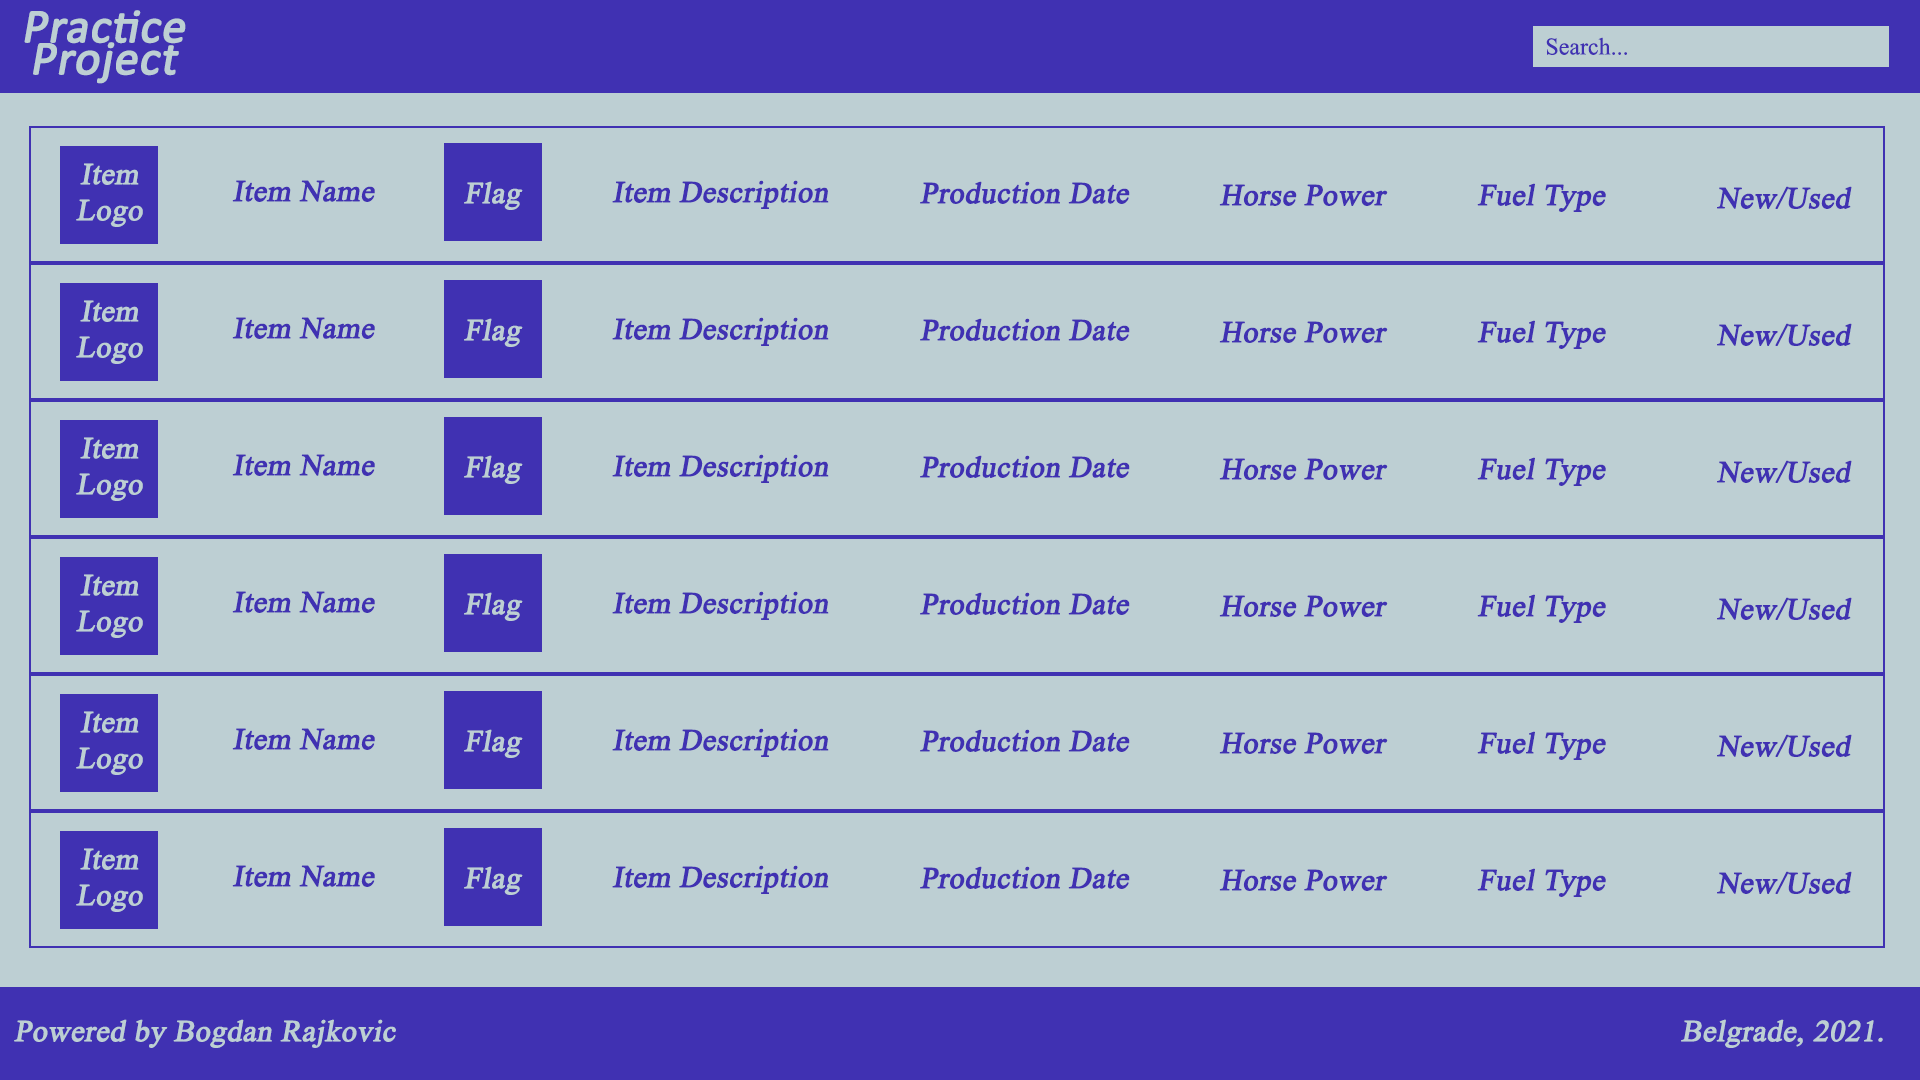 Practice
Project
Search...
Item
Logo
Item Name
Flag
Item Description
Production Date
Horse Power
Fuel Type
New/Used
Item
Logo
Item Name
Flag
Item Description
Production Date
Horse Power
Fuel Type
New/Used
Item
Logo
Item Name
Flag
Item Description
Production Date
Horse Power
Fuel Type
New/Used
Item
Logo
Item Name
Flag
Item Description
Production Date
Horse Power
Fuel Type
New/Used
Item
Logo
Item Name
Flag
Item Description
Production Date
Horse Power
Fuel Type
New/Used
Item
Logo
Item Name
Flag
Item Description
Production Date
Horse Power
Fuel Type
New/Used
Powered by Bogdan Rajkovic
Belgrade, 2021.